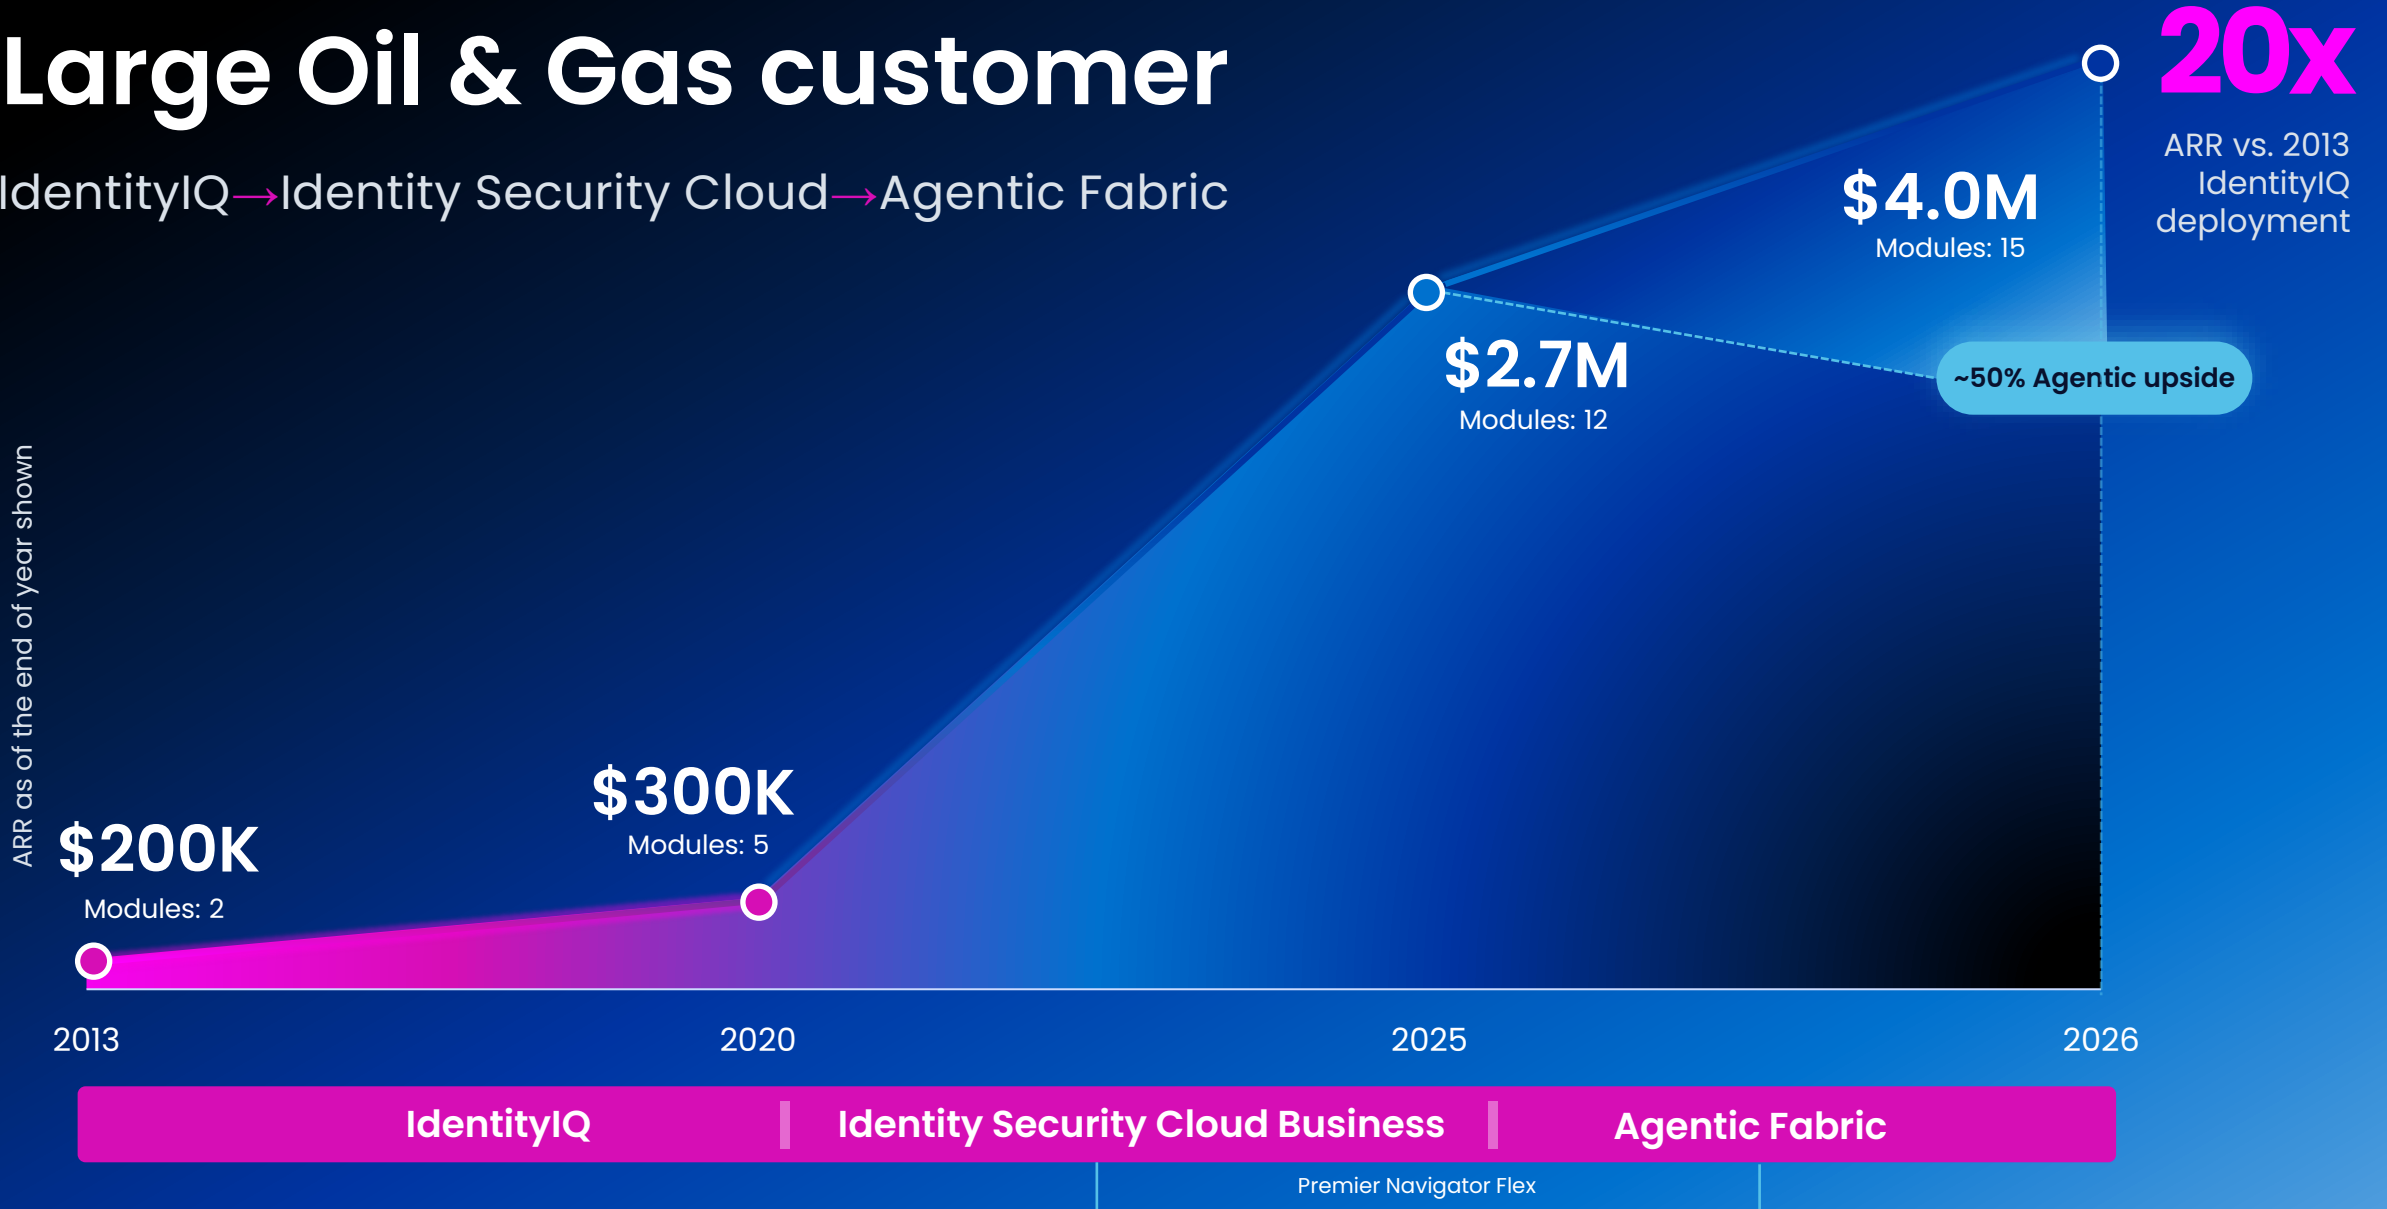 Large Oil & Gas customer
IdentityIQ→Identity Security Cloud→Agentic Fabric
20x
ARR vs. 2013
IdentityIQ
deployment
$4.0M
Modules: 15
$2.7M
Modules: 12
~50% Agentic upside
ARR as of the end of year shown
$300K
Modules: 5
$200K
Modules: 2
2013
2020
2025
2026
IdentityIQ
Identity Security Cloud Business
Agentic Fabric
Premier Navigator Flex